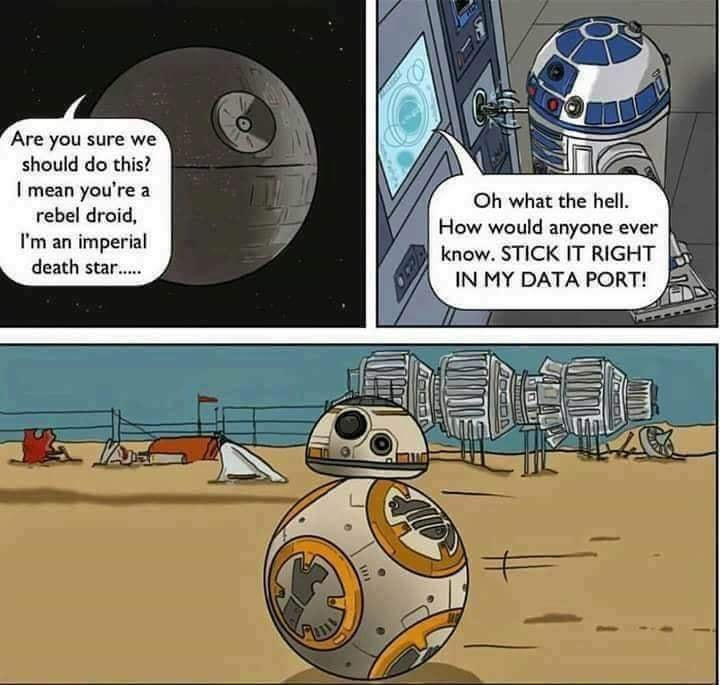 Are you sure we
should do this?
I mean you're a
rebel droid,
I'm an imperial
death star.....
Oh what the hell.
How would anyone ever
know. STICK IT RIGHT
IN MY DATA PORT!